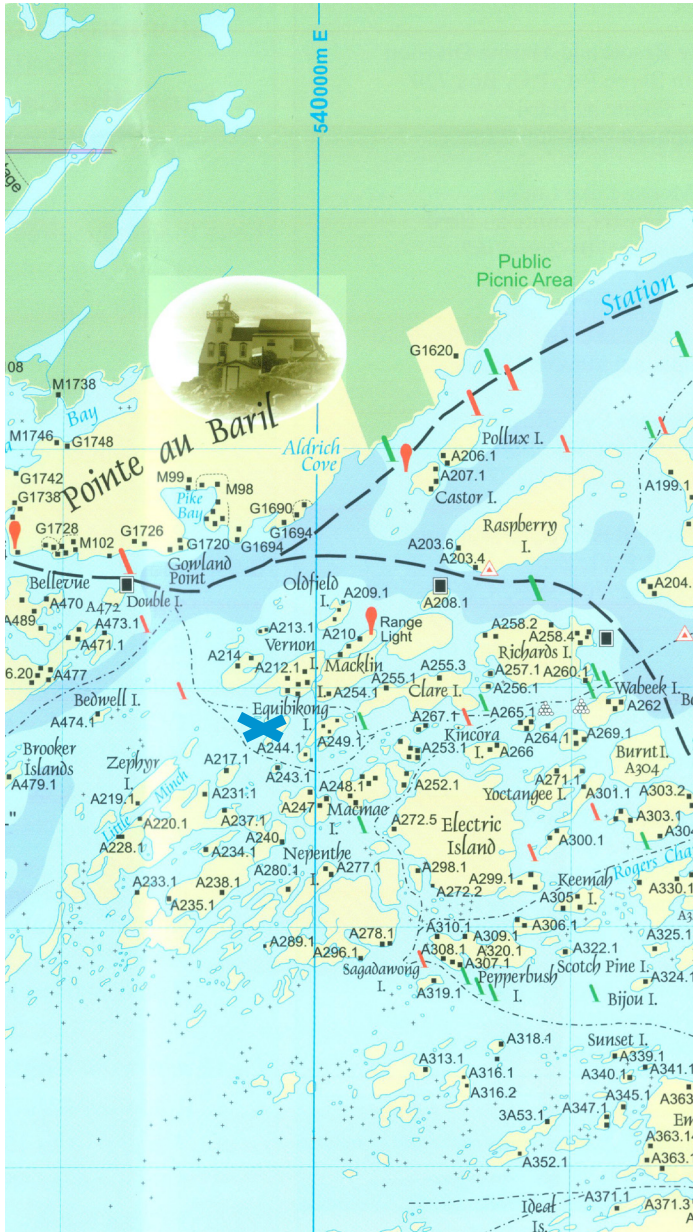 540000m E
age
Public
Picnic Area
Station
G1620
08
M1738
Bay
M1746
G1748
Pointe au Baril
Aldrich
Cove
Pollux I.
A206.1
A207.1
Castor I.
A199.1
G1742
G1738
M99
M98
Pike
Bay
G1690
G1694
G1728
M102
G1726
G1720
G1694
Gowland
Point
Raspberry
I.
A203.6
A203.4
A204.
Bellevue
Double I.
Oldfield
I.
A209.1
A208.1
A470
A472
A489
A473.1
A471.1
A213.1
Vernon
I.
A210
Range
Light
A258.2
A258.4
Richards I.
A214
A212.1
Macklin
I.
A255.3
A257.1
A260.1
6.20
A477
A254.1
A255.1
Clare I.
A256.1
Wabeek I.
A262
Bedwell I.
A474.1
Equibikong
I.
A267.1
A265.1
Kincora
I.
A264.1
A269.1
Brooker
Islands
A479.1
A244.1
A249.1
A253.1
A266
Burnt I.
A304
Zephyr
I.
A217.1
A243.1
A248.1
A252.1
A271.1
Yoctangee I.
A301.1
A303.2
A219.1
Little Minch
A231.1
A247
Macmae
I.
A303.1
A220.1
A237.1
A272.5
Electric
Island
A300.1
A304
A228.1
A234.1
A240
Nepenthe
I.
Rogers Cha
A280.1
A277.1
A298.1
A299.1
Keemah
I.
A330.1
A233.1
A238.1
A272.2
A305
A235.1
A310.1
A309.1
A306.1
A325.1
A289.1
A278.1
A296.1
A308.1
A320.1
A307.1
A322.1
Scotch Pine I.
Sagadawong
I.
A319.1
Pepperbush
I.
A324.1
Bijou I.
A318.1
Sunset I.
A313.1
A316.1
A316.2
A339.1
A340.1
A341.1
3A53.1
A347.1
A345.1
A363
Em
A363.14
A352.1
A363.1
A371.1
A371.3
Ideal
Is.